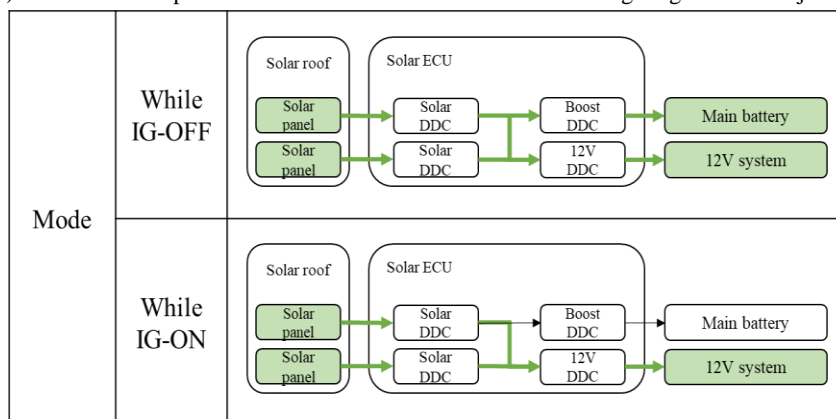 Mode
While
IG-OFF
Solar roof
Solar ECU
Solar
panel
Solar
DDC
Boost
DDC
Main battery
Solar
panel
Solar
DDC
12V
DDC
12V system
While
IG-ON
Solar roof
Solar ECU
Solar
panel
Solar
DDC
Boost
DDC
Main battery
Solar
panel
Solar
DDC
12V
DDC
12V system